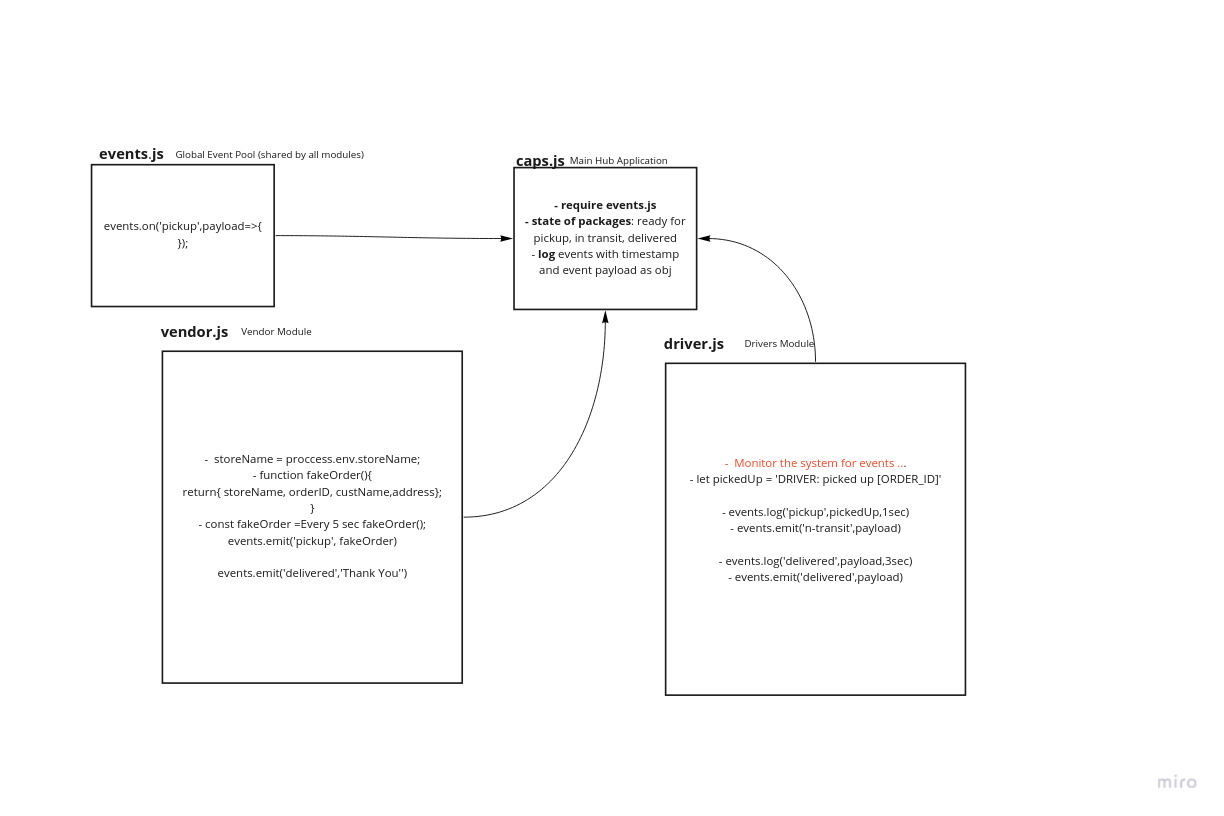 events.js Global Event Pool (shared by all modules)
events.on('pickup',payload=>{
});
caps.js Main Hub Application
- require events.js
- state of packages: ready for
pickup, in transit, delivered
- log events with timestamp
and event payload as obj
vendor.js Vendor Module
- storeName = proccess.env.storeName;
- function fakeOrder(){
return{ storeName, orderID, custName,address};
}
- const fakeOrder =Every 5 sec fakeOrder();
events.emit('pickup', fakeOrder)
events.emit('delivered','Thank You'')
driver.js Drivers Module
- Monitor the system for events ...
- let pickedUp = 'DRIVER: picked up [ORDER_ID]'
- events.log('pickup',pickedUp,1sec)
- events.emit('n-transit',payload)
- events.log('delivered',payload,3sec)
- events.emit('delivered',payload)
miro